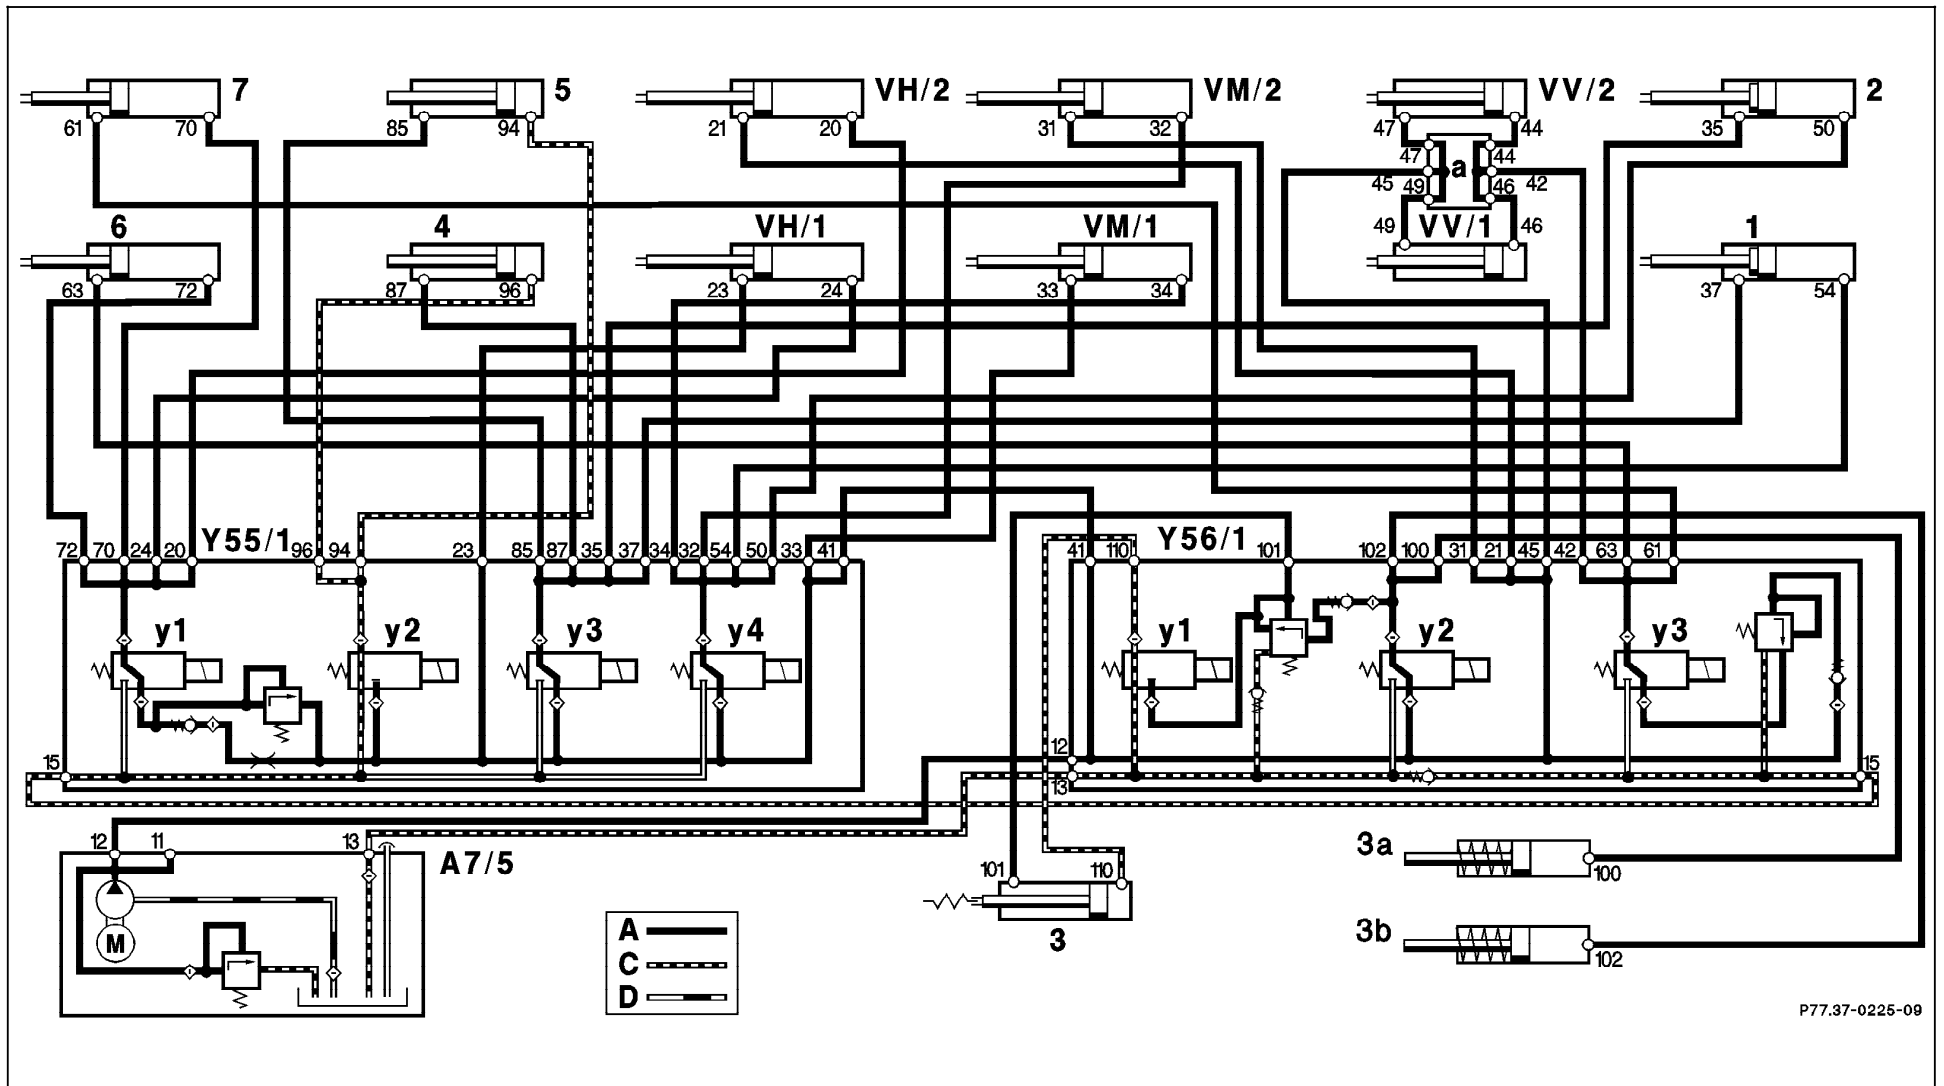 7 5 VH/2 VM/2 VV/2 2
61 70 85 94 21 20 31 32 47 44 35 50
47 a 44
45 49 46 42
6 4 VH/1 VM/1 49 VV/1 46 1
63 72 87 96 23 24 33 34 37 54
72 70 24 20 Y55/1 96 94 23 85 87 35 37 34 32 54 50 33 41
41 110 Y56/1 101 102 100 31 21 45 42 63 61
y1 y2 y3 y4 y1 y2 y3
15 12 13 15
12 11 13 A7/5
M
A
C
D
101 110
3
3a 100
3b 102
P77.37-0225-09